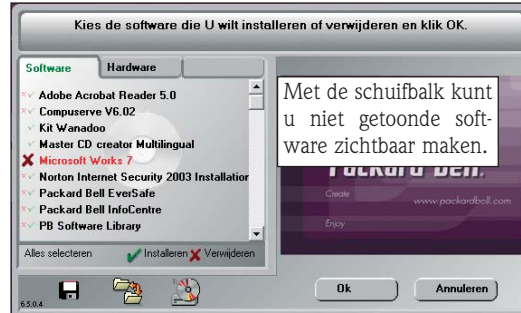 Kies de software die U wilt installeren of verwijderen en klik OK.
Software
Hardware
Adobe Acrobat Reader 5.0
Compuserve V6.02
Kit Wanadoo
Master CD creator Multilingual
Microsoft Works 7
Norton Internet Security 2003 Installation
Packard Bell EverSafe
Packard Bell InfoCentre
PB Software Library
Alles selecteren
Installeren
Verwijderen
Met de schuifbalk kunt
u niet getoonde soft-
ware zichtbaar maken.
Packard Bell.
Create
www.packardbell.com
Enjoy
6.5.0.4
Ok
Annuleren